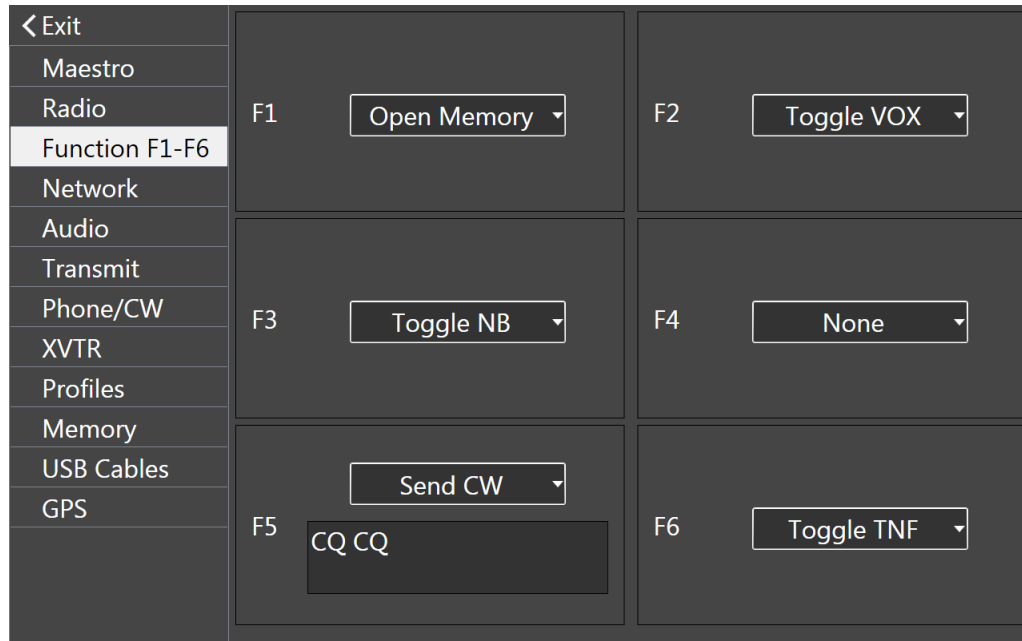 Exit
Maestro
Radio
Function F1-F6
Network
Audio
Transmit
Phone/CW
XVTR
Profiles
Memory
USB Cables
GPS
F1 Open Memory
F2 Toggle VOX
F3 Toggle NB
F4 None
F5 Send CW
CQ CQ
F6 Toggle TNF